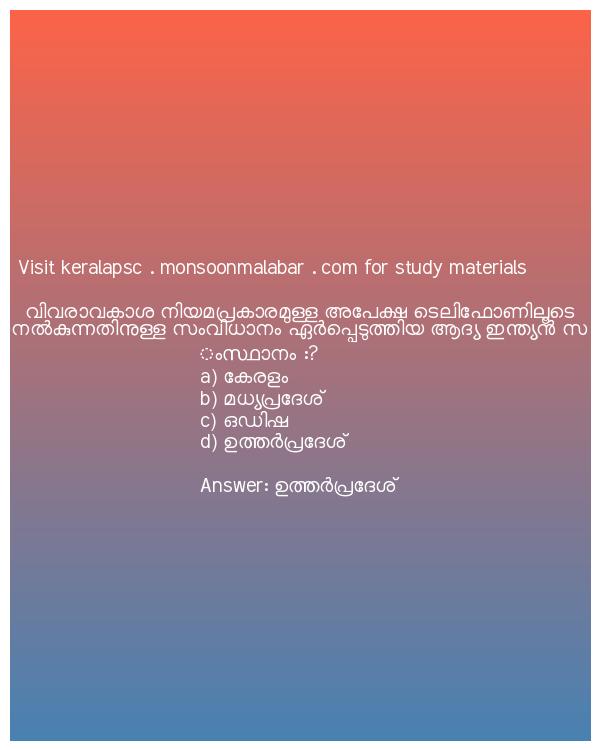 Visit keralapsc . monsoonmalabar . com for study materials
വിവരാവകാശ നിയമപ്രകാരമുള്ള അപേക്ഷ ടെലിഫോണിലൂടെ
നൽകുന്നതിനുള്ള സംവിധാനം ഏർപ്പെടുത്തിയ ആദ്യ ഇന്ത്യൻ സ
ംസ്ഥാനം :?
a) കേരളം
b) മധ്യപ്രദേശ്
c) ഒഡിഷ
d) ഉത്തർപ്രദേശ്
Answer: ഉത്തർപ്രദേശ്